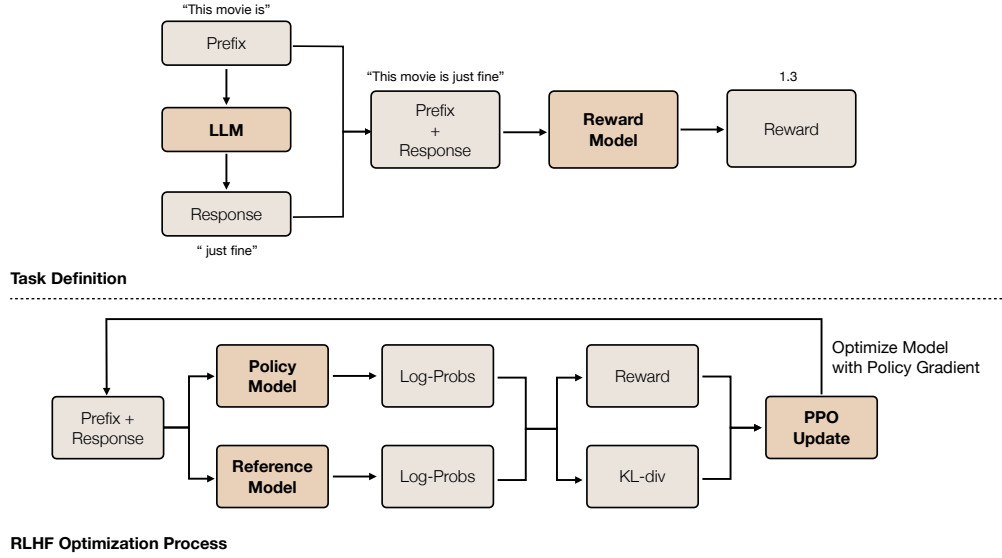 “This movie is”
Prefix
LLM
Response
“ just fine”
“This movie is just fine”
Prefix
+
Response
Reward
Model
1.3
Reward
Task Definition
Optimize Model
with Policy Gradient
Prefix +
Response
Policy
Model
Log-Probs
Reward
Reference
Model
Log-Probs
KL-div
PPO
Update
RLHF Optimization Process